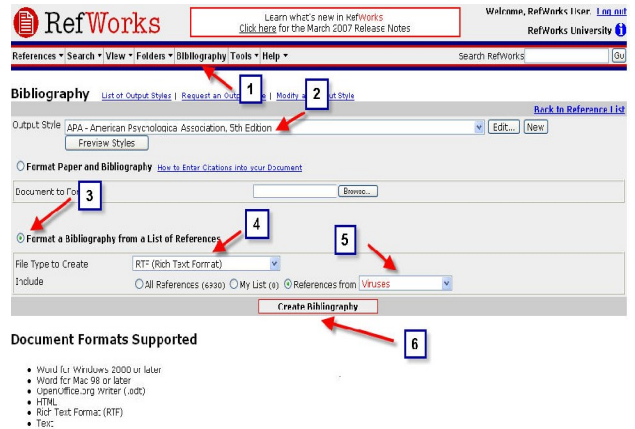 RefWorks
Learn what's new in RefWorks
Click here for the March 2007 Release Notes
Welcome, RefWorks User. Log out
RefWorks University
References Search View Folders Bibliography Tools Help Search RefWorks Go
1
Bibliography List of Output Styles | Request an Output | Modify Output Style
2
Back to Reference List
Output Style APA - American Psychological Association, 5th Edition Edit... New
Preview Styles
Format Paper and Bibliography How to Enter Citations into your Document
Document to Browse...
3
4
5
Format a Bibliography from a List of References
File Type to Create RTF (Rich Text Format)
Include All References (6930) My List (0) References from Viruses
Create Bibliography
6
Document Formats Supported
Word for Windows 2000 or later
Word for Mac 98 or later
OpenOffice.org Writer (.odt)
HTML
Rich Text Format (RTF)
Text